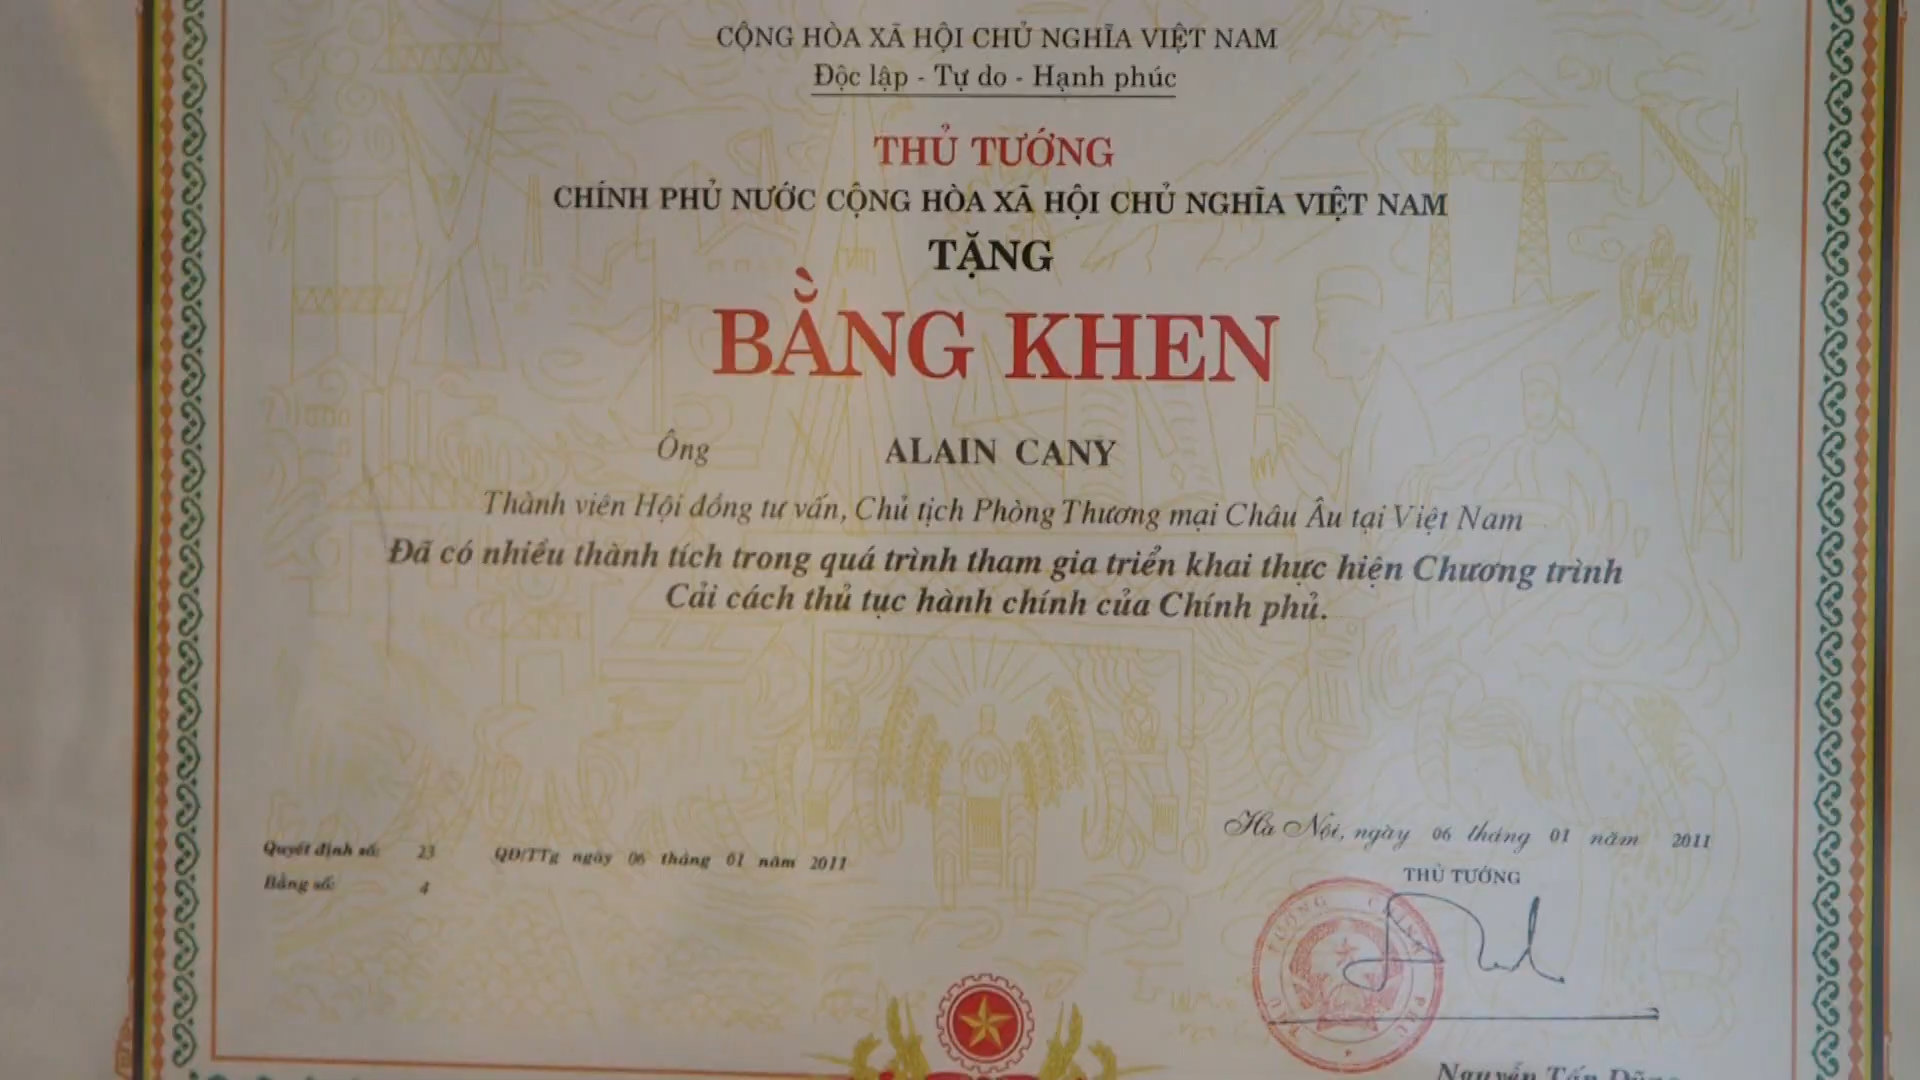 CỘNG HÒA XÃ HỘI CHỦ NGHĨA VIỆT NAM
Độc lập - Tự do - Hạnh phúc
THỦ TƯỚNG
CHÍNH PHỦ NƯỚC CỘNG HÒA XÃ HỘI CHỦ NGHĨA VIỆT NAM
TẶNG
BẰNG KHEN
Ông ALAIN CANY
Thành viên Hội đồng tư vấn, Chủ tịch Phòng Thương mại Châu Âu tại Việt Nam
Đã có nhiều thành tích trong quá trình tham gia triển khai thực hiện Chương trình
Cải cách thủ tục hành chính của Chính phủ.
Hà Nội, ngày 06 tháng 01 năm 2011
Quyết định số: 23 QĐ/TTg ngày 06 tháng 01 năm 2011
Bằng số: 4
THỦ TƯỚNG
THỦ TƯỚNG CHÍNH PHỦ
Nguyễn Tấn Dũng